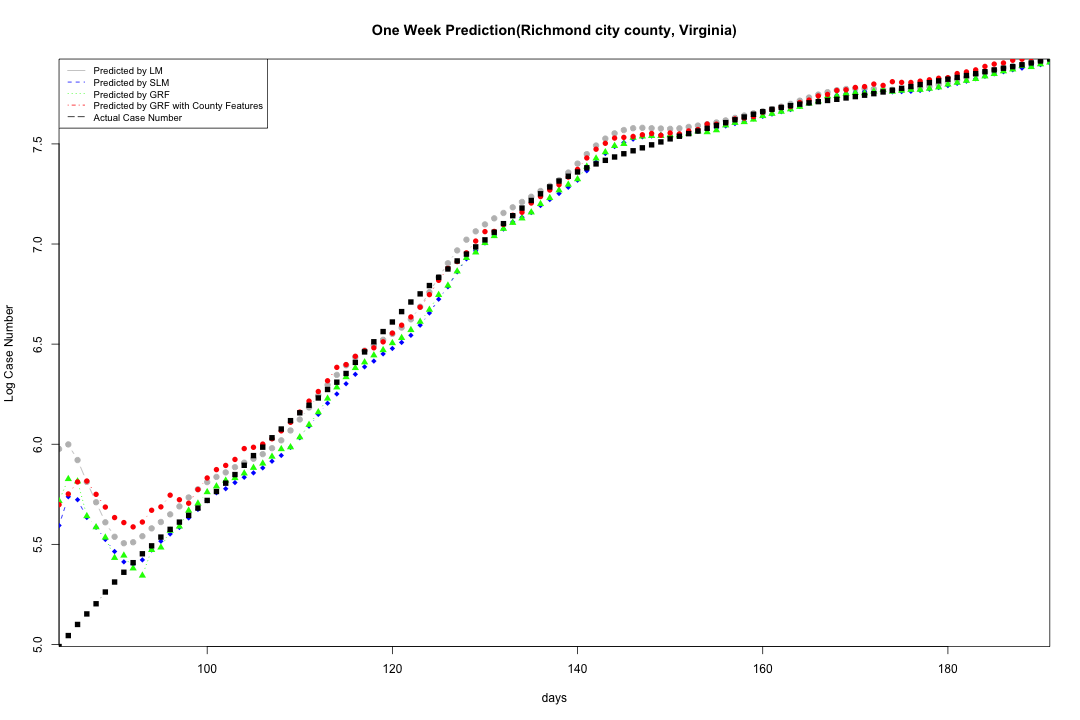 One Week Prediction(Richmond city county, Virginia)
Predicted by LM
Predicted by SLM
Predicted by GRF
Predicted by GRF with County Features
Actual Case Number
7.5
7.0
6.5
6.0
5.5
5.0
Log Case Number
100
120
140
160
180
days